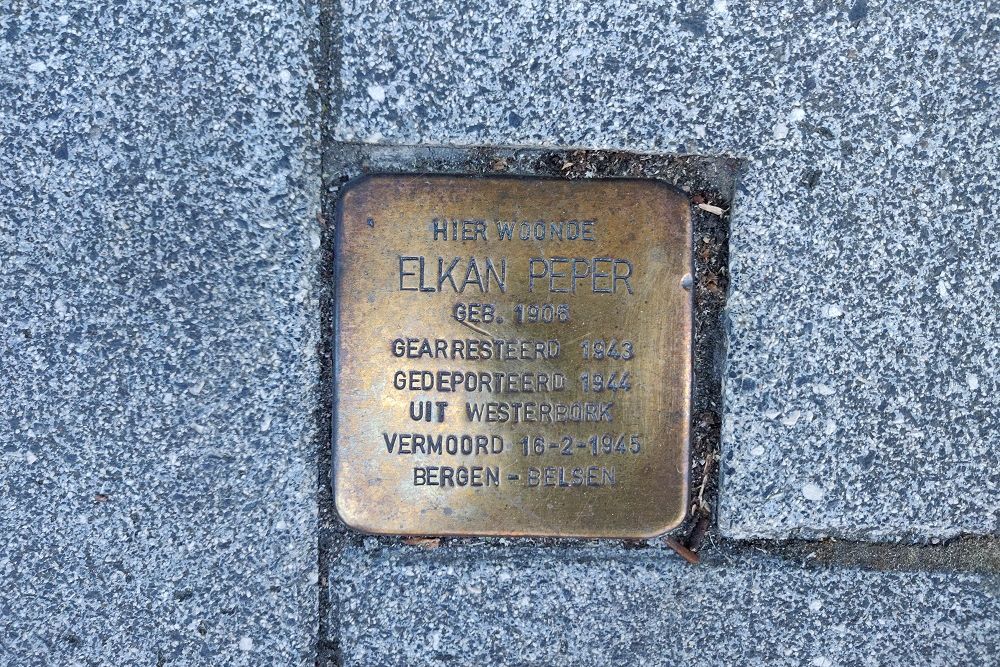 HIER WOONDE
ELKAN PEPER
GEB. 1906
GEARRESTEERD 1943
GEDEPORTEERD 1944
UIT WESTERBORK
VERMOORD 16-2-1945
BERGEN - BELSEN